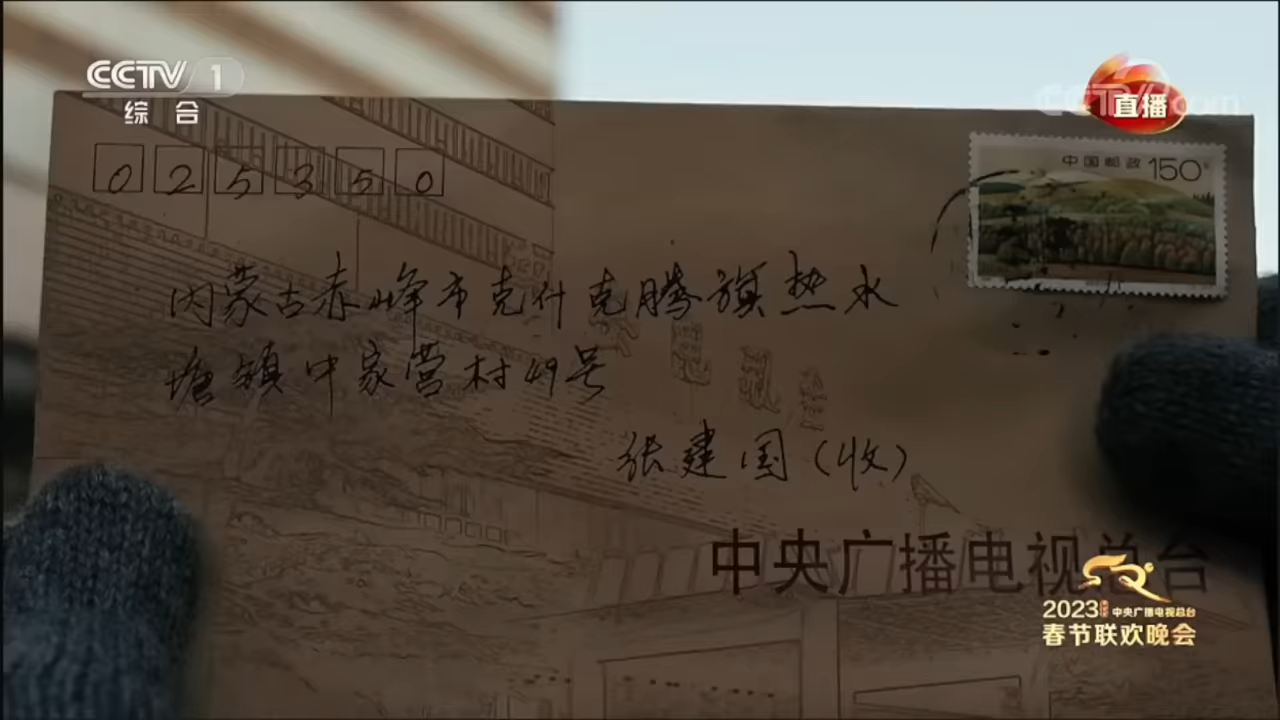 CCTV 1
综合
直播
中国邮政 150
025350
内蒙古赤峰市克什克腾旗热水
塘镇中家营村49号
张建国(收)
中央广播电视总台
2023 中央广播电视总台
春节联欢晚会